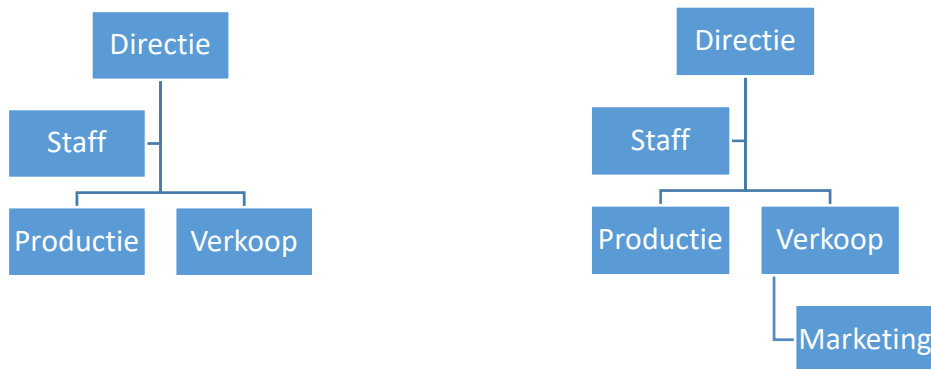 Directie
Staff
Productie
Verkoop
Directie
Staff
Productie
Verkoop
Marketing